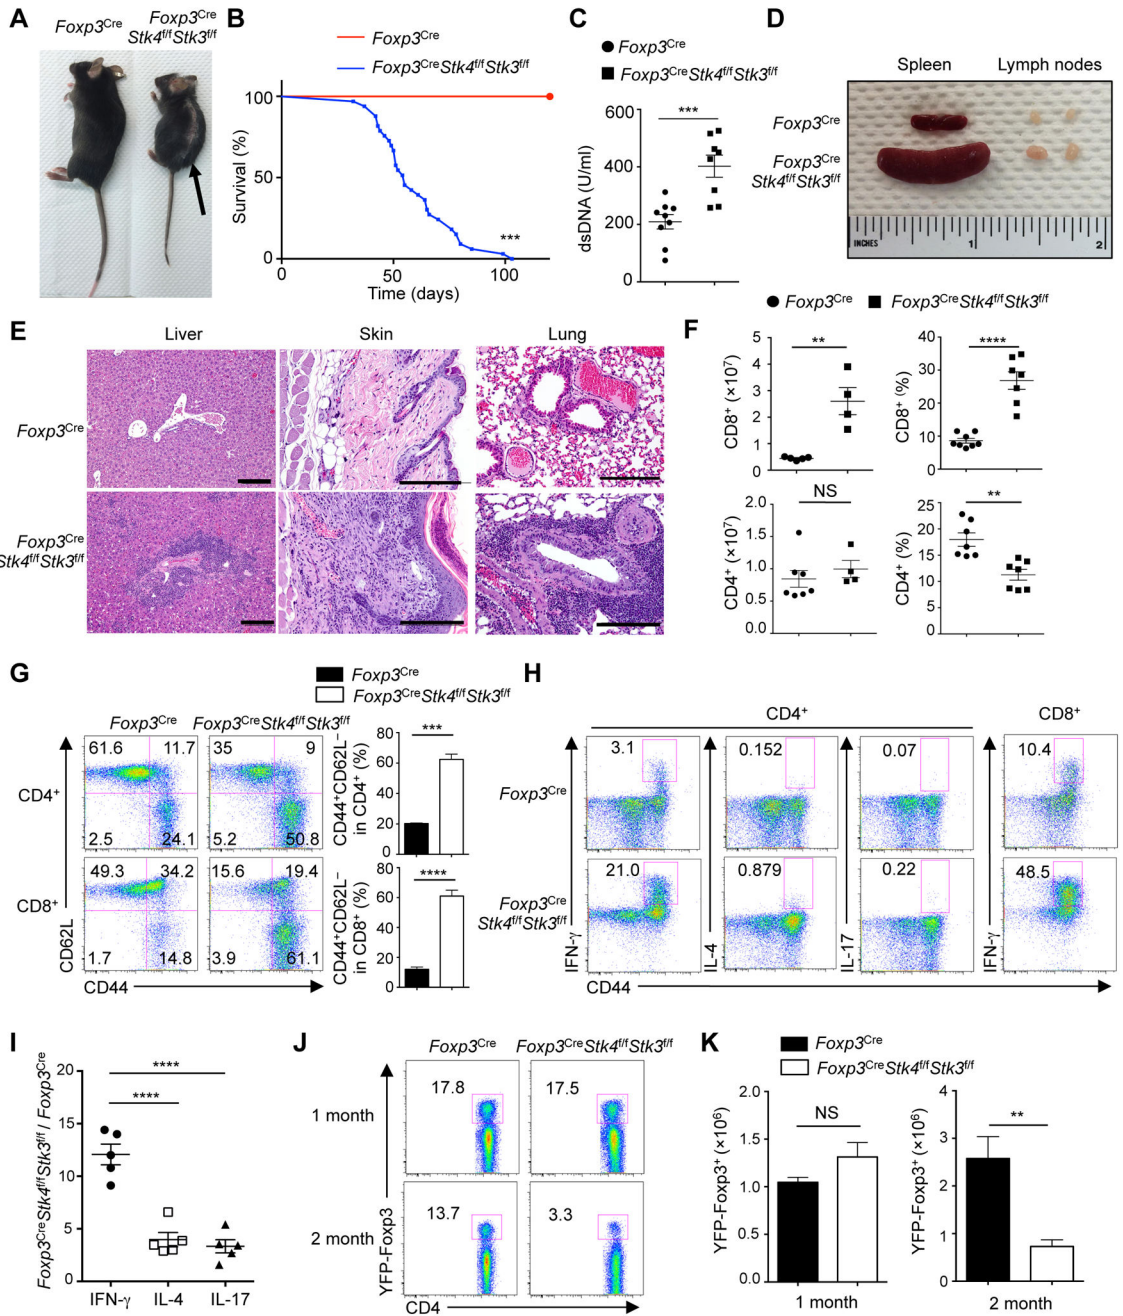 A
Foxp3Cre
Foxp3Cre
Stk4f/fStk3f/f
B
Foxp3Cre
Foxp3CreStk4f/fStk3f/f
Survival (%)
100
50
0
***
0
50
100
Time (days)
C
Foxp3Cre
Foxp3CreStk4f/fStk3f/f
dsDNA (U/ml)
600
400
200
0
***
D
Spleen
Lymph nodes
Foxp3Cre
Foxp3Cre
Stk4f/fStk3f/f
INCHES
1
2
E
Liver
Skin
Lung
Foxp3Cre
Foxp3Cre
Stk4f/fStk3f/f
Foxp3Cre
Foxp3CreStk4f/fStk3f/f
F
CD8+ (×107)
5
4
3
2
1
0
**
CD8+ (%)
40
30
20
10
0
****
CD4+ (×107)
2.0
1.5
1.0
0.5
0.0
NS
CD4+ (%)
25
20
15
10
5
0
**
G
Foxp3Cre
Foxp3CreStk4f/fStk3f/f
Foxp3Cre
Foxp3CreStk4f/fStk3f/f
CD4+
61.6
11.7
2.5
24.1
35
9
5.2
50.8
CD8+
49.3
34.2
1.7
14.8
15.6
19.4
3.9
61.1
CD62L
CD44
CD44+CD62L−
in CD4+ (%)
80
60
40
20
0
***
CD44+CD62L−
in CD8+ (%)
80
60
40
20
0
****
H
CD4+
CD8+
Foxp3Cre
3.1
0.152
0.07
10.4
Foxp3Cre
Stk4f/fStk3f/f
21.0
0.879
0.22
48.5
IFN-γ
IL-4
IL-17
IFN-γ
CD44
I
Foxp3CreStk4f/fStk3f/f / Foxp3Cre
20
15
10
5
0
****
****
IFN-γ
IL-4
IL-17
J
Foxp3Cre
Foxp3CreStk4f/fStk3f/f
1 month
17.8
17.5
2 month
13.7
3.3
YFP-Foxp3
CD4
K
Foxp3Cre
Foxp3CreStk4f/fStk3f/f
YFP-Foxp3+ (×106)
2.0
1.5
1.0
0.5
0.0
NS
1 month
YFP-Foxp3+ (×106)
4
3
2
1
0
**
2 month